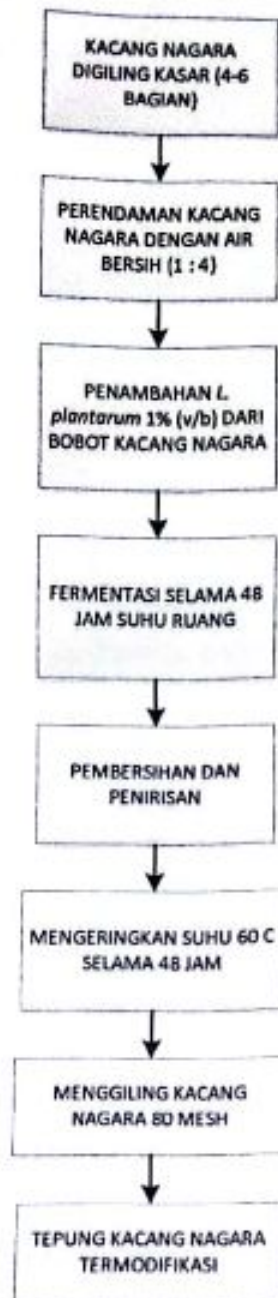 KACANG NAGARA
DIGILING KASAR (4-6
BAGIAN)
PERENDAMAN KACANG
NAGARA DENGAN AIR
BERSIH (1 : 4)
PENAMBAHAN L.
plantarum 1% (v/b) DARI
BOBOT KACANG NAGARA
FERMENTASI SELAMA 48
JAM SUHU RUANG
PEMBERSIHAN DAN
PENIRISAN
MENGERINGKAN SUHU 60 C
SELAMA 48 JAM
MENGGILING KACANG
NAGARA 80 MESH
TEPUNG KACANG NAGARA
TERMODIFIKASI